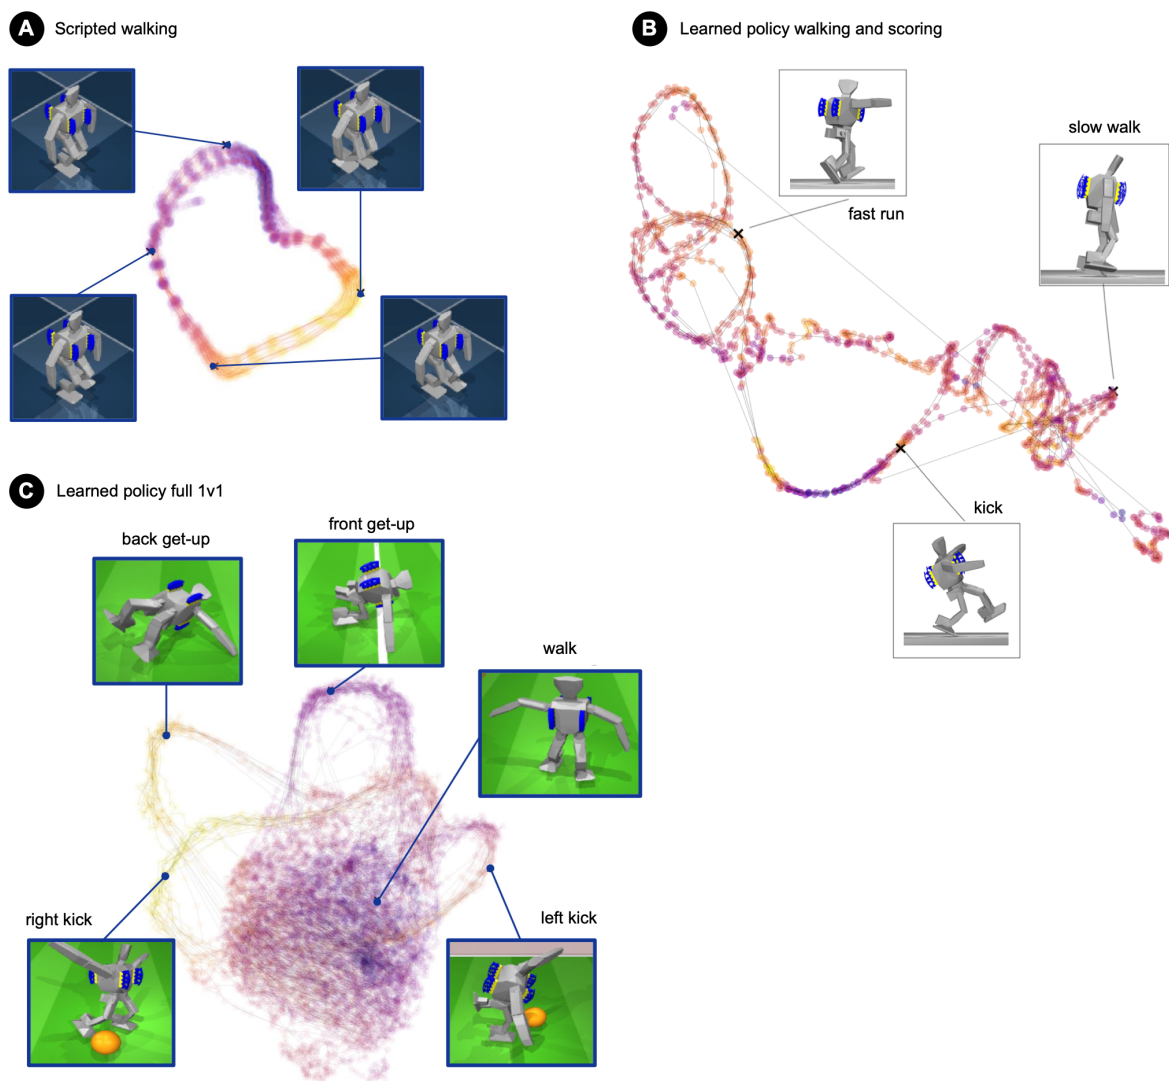 A Scripted walking
B Learned policy walking and scoring
slow walk
fast run
kick
C Learned policy full 1v1
back get-up
front get-up
walk
right kick
left kick